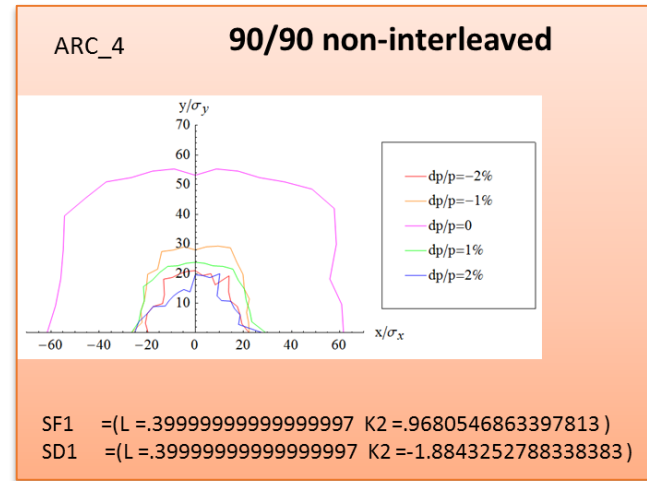 ARC_4
90/90 non-interleaved
y/σy
70
60
50
40
30
20
10
−60 −40 −20 0 20 40 60
x/σx
dp/p=−2%
dp/p=−1%
dp/p=0
dp/p=1%
dp/p=2%
SF1 =(L =.39999999999999997 K2 =.9680546863397813 )
SD1 =(L =.39999999999999997 K2 =-1.8843252788338383 )